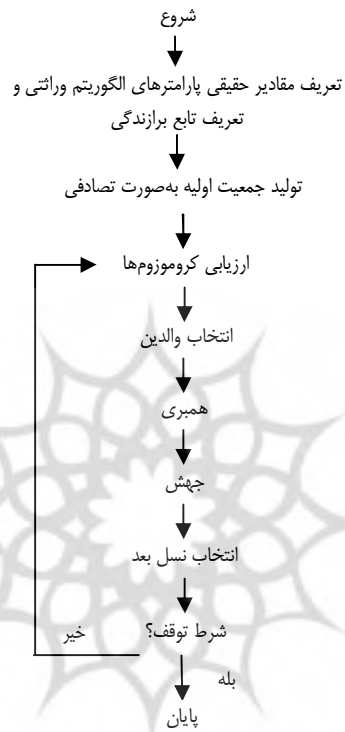 شروع
تعریف مقادیر حقیقی پارامترهای الگوریتم وراثتی و
تعریف تابع برازندگی
تولید جمعیت اولیه به‌صورت تصادفی
ارزیابی کروموزوم‌ها
انتخاب والدین
همبری
جهش
انتخاب نسل بعد
شرط توقف؟
خیر
بله
پایان